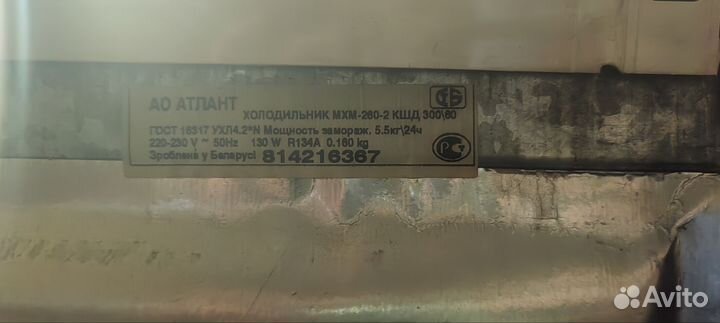 АО АТЛАНТ
ХОЛОДИЛЬНИК МХМ-260-2 КШД 300\60
ГОСТ 16317 УХЛ4.2*N Мощность замораж. 5.5кг\24ч
220-230 V ~ 50Hz 130 W R134A 0.160 kg
Зроблена у Беларусі 814216367
Avito